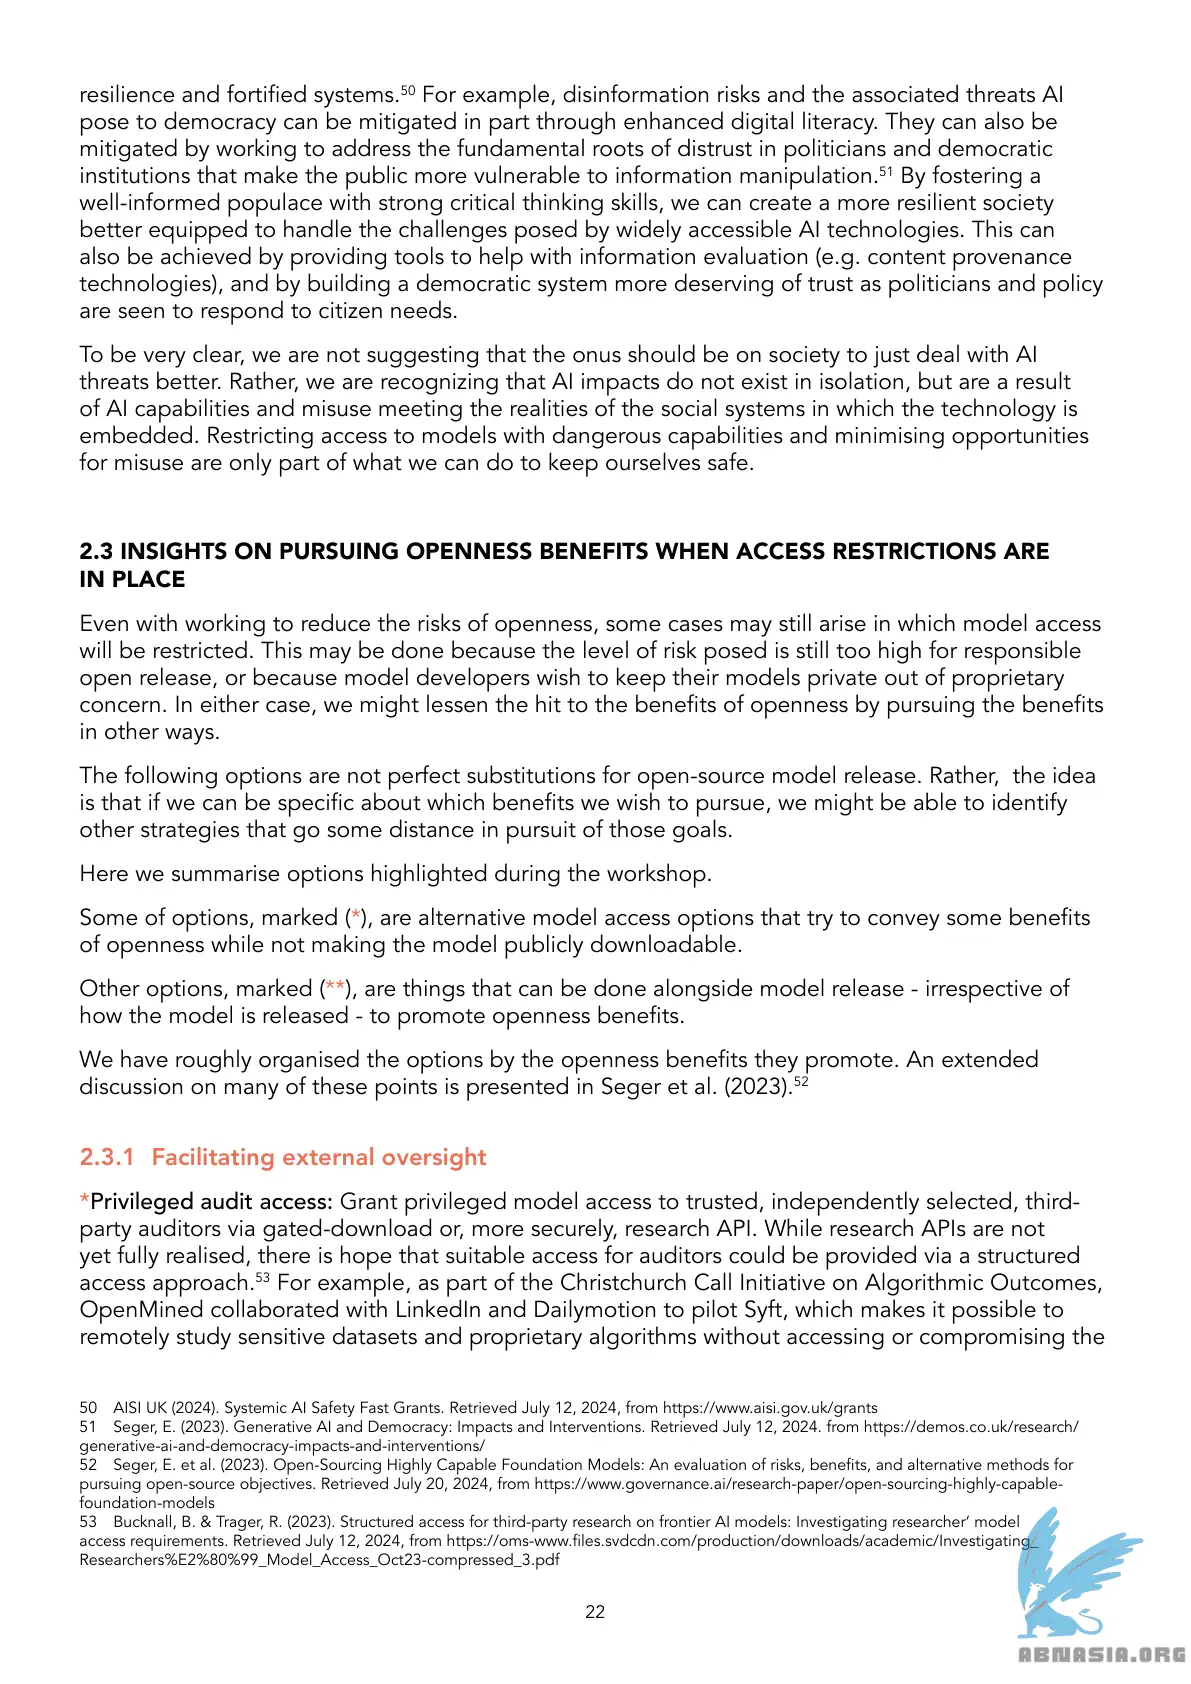 resilience and fortified systems.50 For example, disinformation risks and the associated threats AI
pose to democracy can be mitigated in part through enhanced digital literacy. They can also be
mitigated by working to address the fundamental roots of distrust in politicians and democratic
institutions that make the public more vulnerable to information manipulation.51 By fostering a
well-informed populace with strong critical thinking skills, we can create a more resilient society
better equipped to handle the challenges posed by widely accessible AI technologies. This can
also be achieved by providing tools to help with information evaluation (e.g. content provenance
technologies), and by building a democratic system more deserving of trust as politicians and policy
are seen to respond to citizen needs.
To be very clear, we are not suggesting that the onus should be on society to just deal with AI
threats better. Rather, we are recognizing that AI impacts do not exist in isolation, but are a result
of AI capabilities and misuse meeting the realities of the social systems in which the technology is
embedded. Restricting access to models with dangerous capabilities and minimising opportunities
for misuse are only part of what we can do to keep ourselves safe.
2.3 INSIGHTS ON PURSUING OPENNESS BENEFITS WHEN ACCESS RESTRICTIONS ARE
IN PLACE
Even with working to reduce the risks of openness, some cases may still arise in which model access
will be restricted. This may be done because the level of risk posed is still too high for responsible
open release, or because model developers wish to keep their models private out of proprietary
concern. In either case, we might lessen the hit to the benefits of openness by pursuing the benefits
in other ways.
The following options are not perfect substitutions for open-source model release. Rather,  the idea
is that if we can be specific about which benefits we wish to pursue, we might be able to identify
other strategies that go some distance in pursuit of those goals.
Here we summarise options highlighted during the workshop.
Some of options, marked (*), are alternative model access options that try to convey some benefits
of openness while not making the model publicly downloadable.
Other options, marked (**), are things that can be done alongside model release - irrespective of
how the model is released - to promote openness benefits.
We have roughly organised the options by the openness benefits they promote. An extended
discussion on many of these points is presented in Seger et al. (2023).52
2.3.1 Facilitating external oversight
*Privileged audit access: Grant privileged model access to trusted, independently selected, third-
party auditors via gated-download or, more securely, research API. While research APIs are not
yet fully realised, there is hope that suitable access for auditors could be provided via a structured
access approach.53 For example, as part of the Christchurch Call Initiative on Algorithmic Outcomes,
OpenMined collaborated with LinkedIn and Dailymotion to pilot Syft, which makes it possible to
remotely study sensitive datasets and proprietary algorithms without accessing or compromising the
50 AISI UK (2024). Systemic AI Safety Fast Grants. Retrieved July 12, 2024, from https://www.aisi.gov.uk/grants
51 Seger, E. (2023). Generative AI and Democracy: Impacts and Interventions. Retrieved July 12, 2024. from https://demos.co.uk/research/
generative-ai-and-democracy-impacts-and-interventions/
52 Seger, E. et al. (2023). Open-Sourcing Highly Capable Foundation Models: An evaluation of risks, benefits, and alternative methods for
pursuing open-source objectives. Retrieved July 20, 2024, from https://www.governance.ai/research-paper/open-sourcing-highly-capable-
foundation-models
53 Bucknall, B. & Trager, R. (2023). Structured access for third-party research on frontier AI models: Investigating researcher' model
access requirements. Retrieved July 12, 2024, from https://oms-www.files.svdcdn.com/production/downloads/academic/Investigating_
Researchers%E2%80%99_Model_Access_Oct23-compressed_3.pdf
22
ABNASIA.ORG